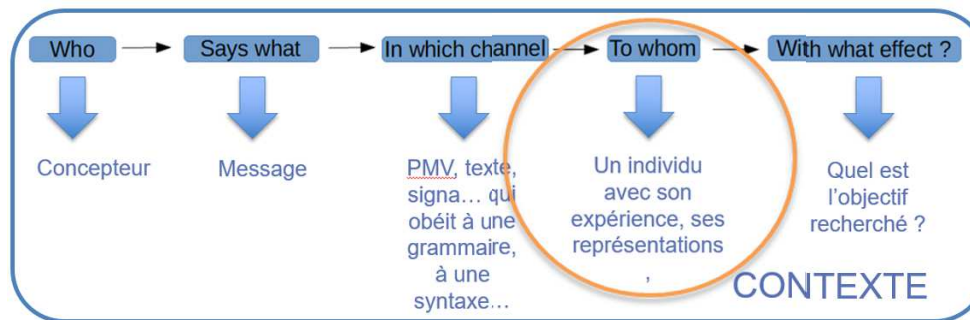 Who
Says what
In which channel
To whom
With what effect ?
Concepteur
Message
PMV, texte,
signa… qui
obéit à une
grammaire,
à une
syntaxe…
Un individu
avec son
expérience, ses
représentations
,
Quel est
l'objectif
recherché ?
CONTEXTE